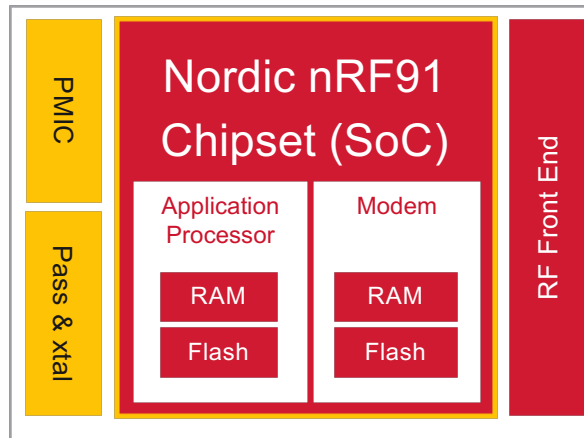 PMIC
Pass & xtal
Nordic nRF91
Chipset (SoC)
Application
Processor
RAM
Flash
Modem
RAM
Flash
RF Front End